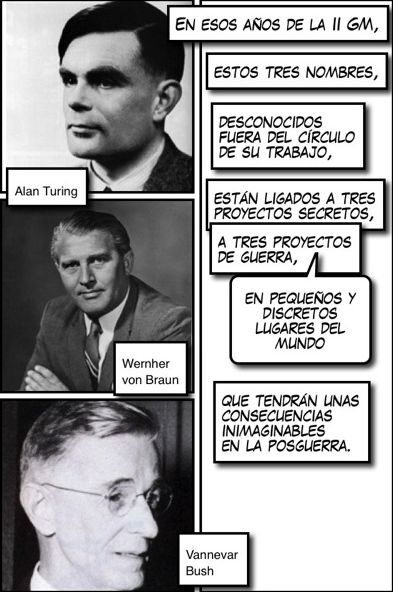 En esos años de la II GM,
estos tres nombres,
desconocidos
fuera del círculo
de su trabajo,
Alan Turing
están ligados a tres
proyectos secretos,
a tres proyectos
de guerra,
en pequeños y
discretos
lugares del
mundo
Wernher
von Braun
que tendrán unas
consecuencias
inimaginables
en la posguerra.
Vannevar
Bush